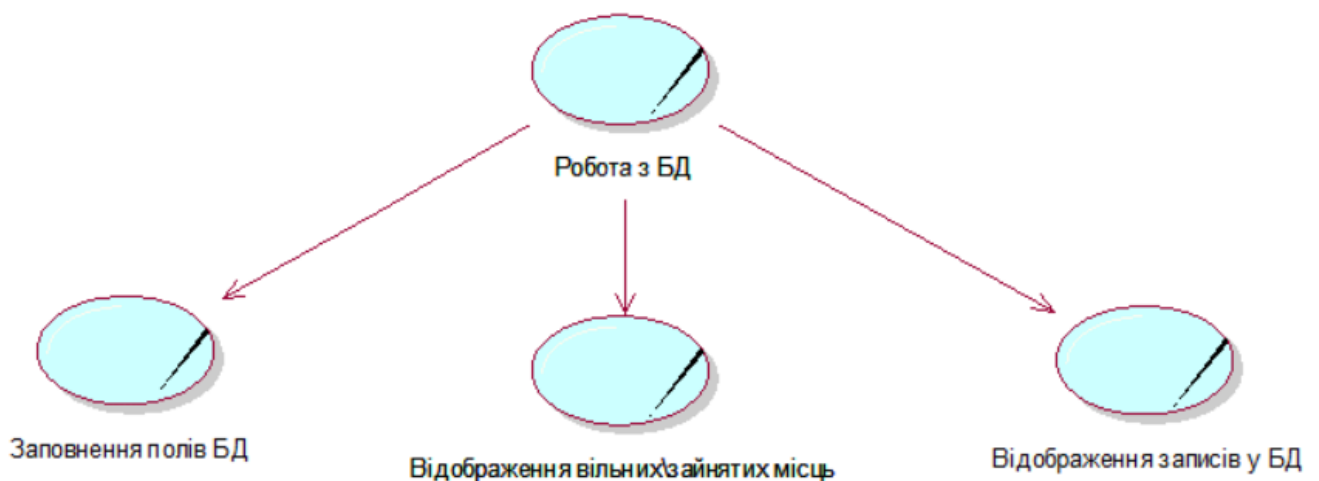 Робота з БД
Заповнення полів БД
Відображення вільних\зайнятих місць
Відображення записів у БД